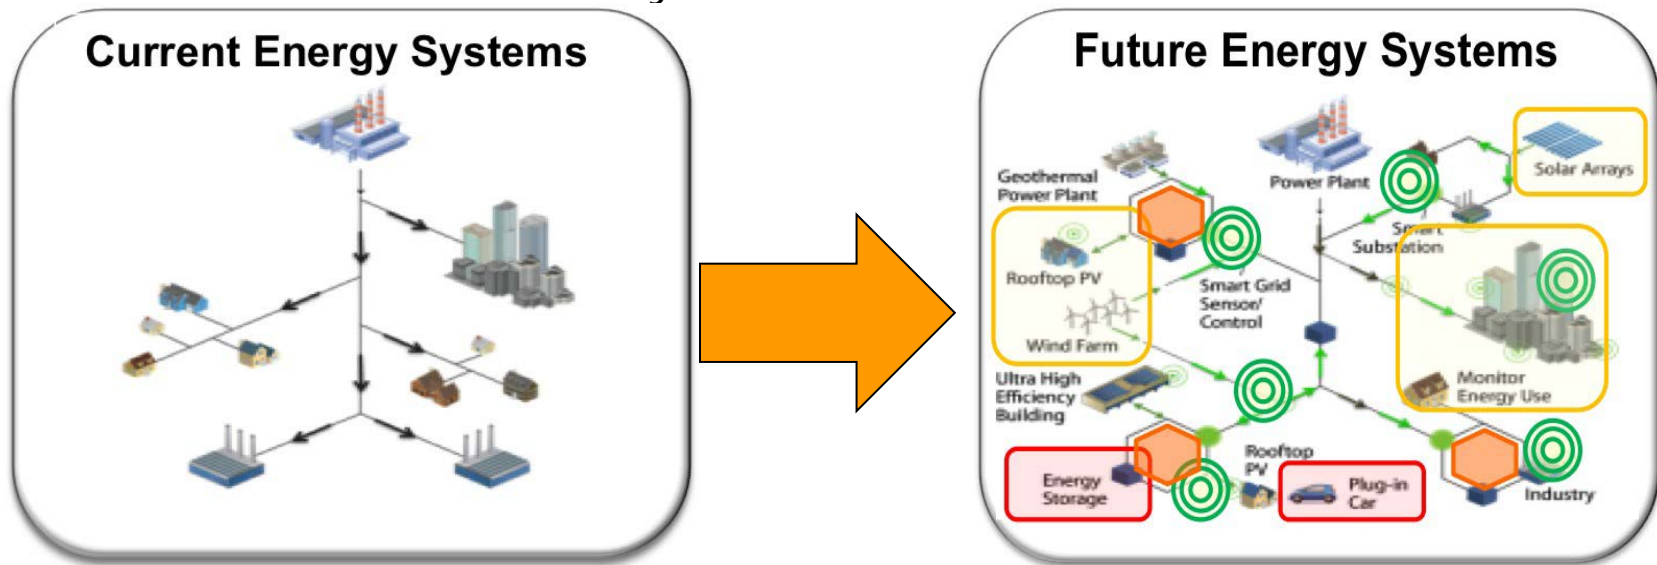 Current Energy Systems
Future Energy Systems
Geothermal
Power Plant
Power Plant
Solar Arrays
Smart
Substation
Rooftop PV
Smart Grid
Sensor/
Control
Wind Farm
Ultra High
Efficiency
Building
Monitor
Energy Use
Energy
Storage
Rooftop
PV
Plug-in
Car
Industry